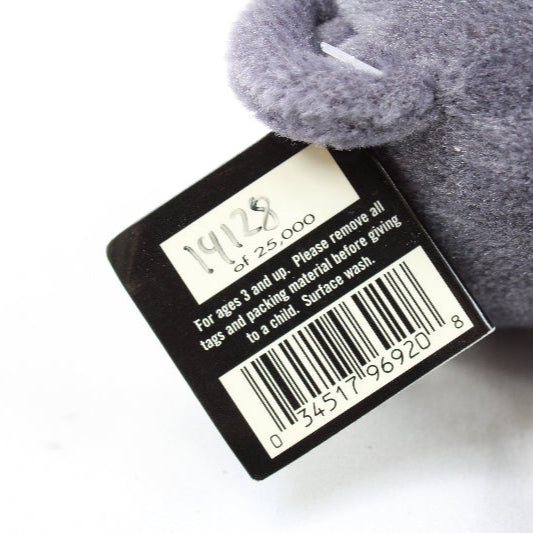 19128
of 25,000
For ages 3 and up. Please remove all
tags and packing material before giving
to a child. Surface wash.
0 34517 96920 8